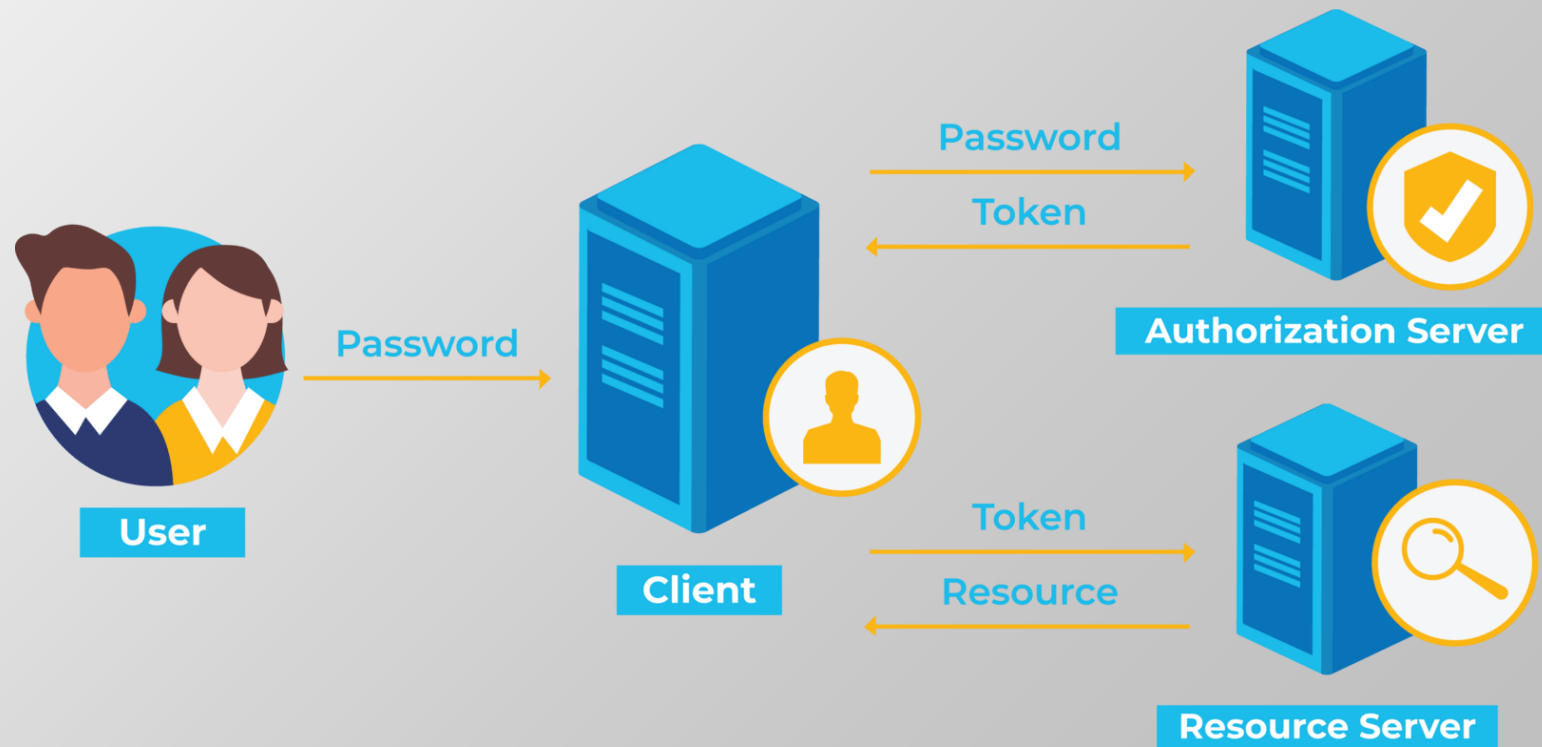 Password
User
Password
Token
Client
Token
Resource
Authorization Server
Resource Server